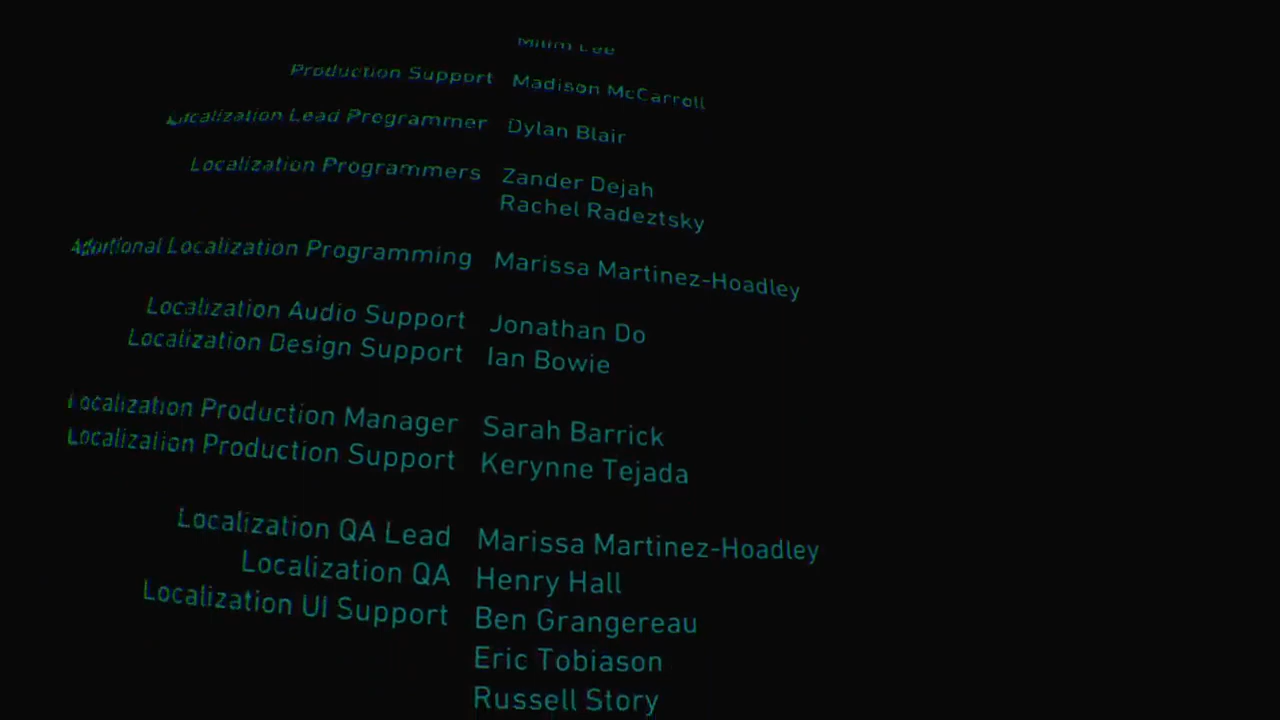 Production Support Madison McCarroll
Localization Lead Programmer Dylan Blair
Localization Programmers Zander Dejah
Rachel Radeztsky
Additional Localization Programming Marissa Martinez-Hoadley
Localization Audio Support Jonathan Do
Localization Design Support Ian Bowie
Localization Production Manager Sarah Barrick
Localization Production Support Kerynne Tejada
Localization QA Lead Marissa Martinez-Hoadley
Localization QA Henry Hall
Localization UI Support Ben Grangereau
Eric Tobiason
Russell Story